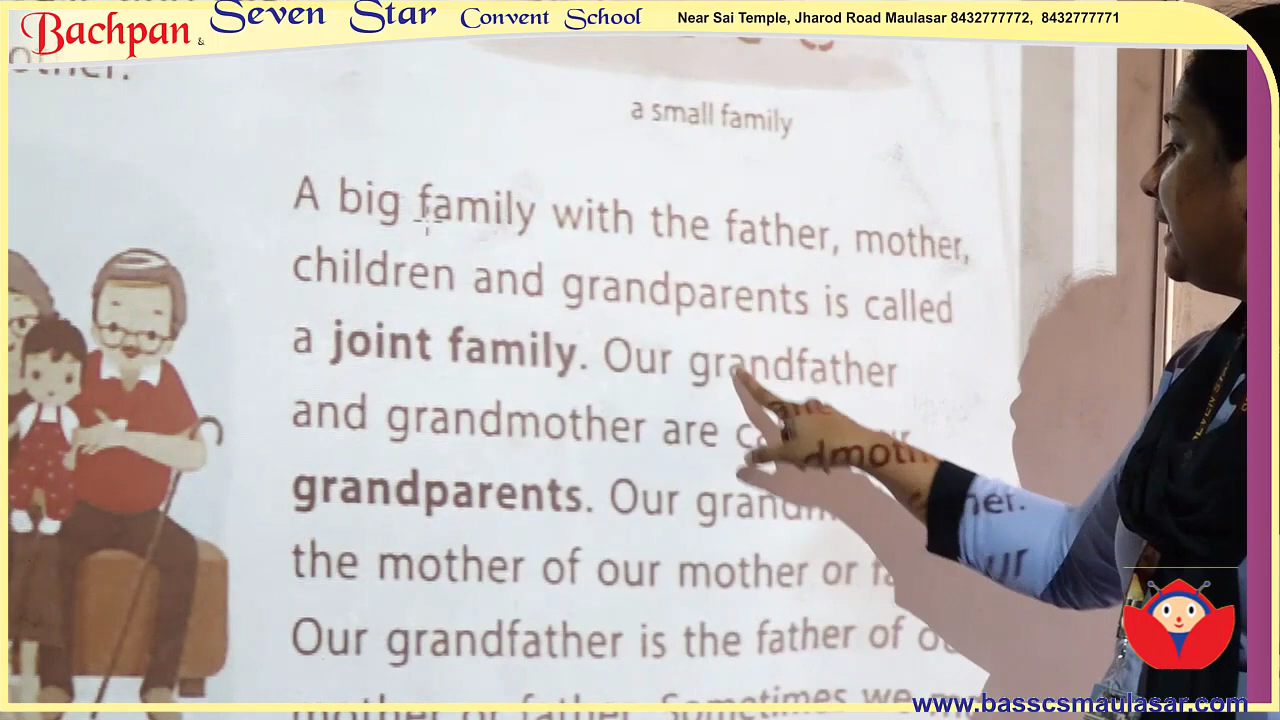 Bachpan & Seven Star Convent School Near Sai Temple, Jharod Road Maulasar 8432777772, 8432777771
a small family
A big family with the father, mother,
children and grandparents is called
a joint family. Our grandfather
and grandmother are
grandparents. Our
the mother of our mother or
Our grandfather is the father of
Sometimes we
www.basscsmaulasar.com